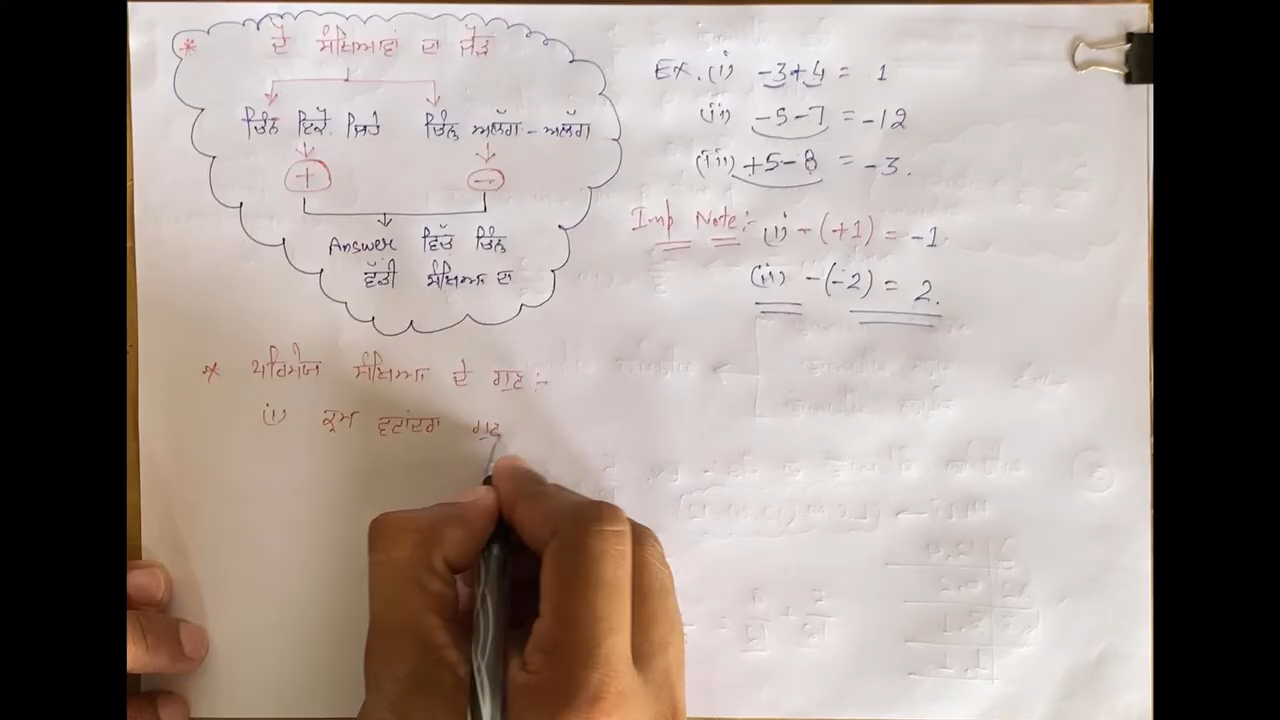 * ਦੋ ਸੰਖਿਆਵਾਂ ਦਾ ਜੋੜ
ਚਿੰਨ੍ਹ ਇੱਕੋ ਜਿਹੇ
ਚਿੰਨ੍ਹ ਅਲੱਗ-ਅਲੱਗ
+
-
Answer ਵਿੱਚ ਚਿੰਨ੍ਹ
ਵੱਡੀ ਸੰਖਿਆ ਦਾ
Ex. (i) -3+4 = 1
(ii) -5-7 = -12
(iii) +5-8 = -3.
Imp Note:- (i) -(+1) = -1
(ii) -(-2) = 2.
* ਪਰਿਮੇਯ ਸੰਖਿਆ ਦੇ ਗੁਣ :-
(i) ਕ੍ਰਮ ਵਟਾਂਦਰਾ ਗੁਣ